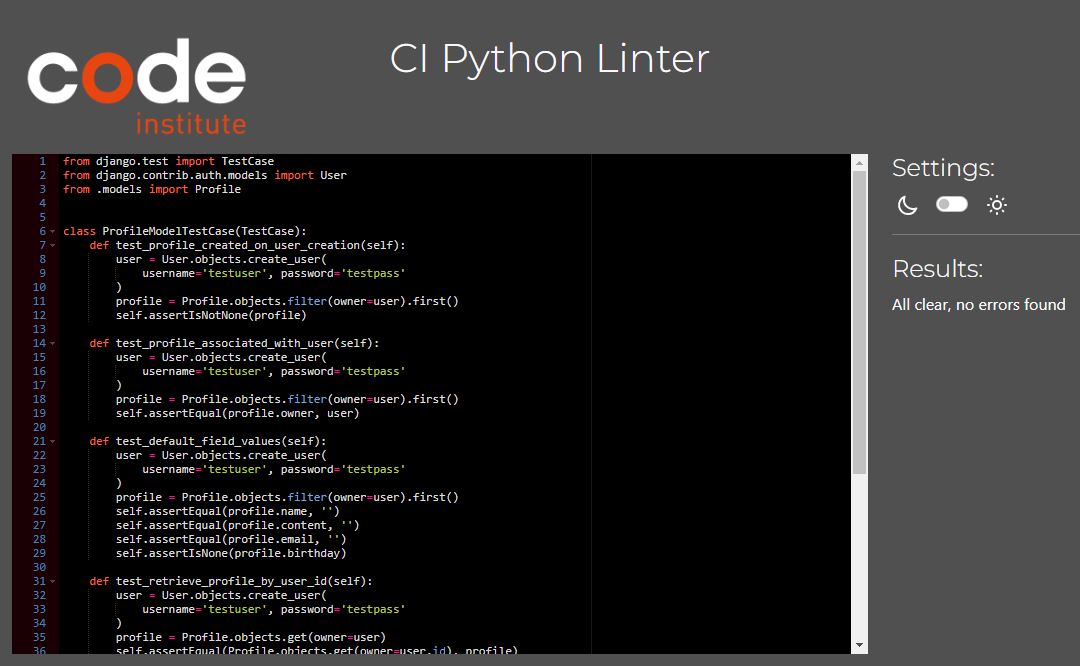 code
institute
CI Python Linter
1 from django.test import TestCase
2 from django.contrib.auth.models import User
3 from .models import Profile
4
5
6 class ProfileModelTestCase(TestCase):
7     def test_profile_created_on_user_creation(self):
8         user = User.objects.create_user(
9             username='testuser', password='testpass'
10         )
11         profile = Profile.objects.filter(owner=user).first()
12         self.assertIsNotNone(profile)
13
14     def test_profile_associated_with_user(self):
15         user = User.objects.create_user(
16             username='testuser', password='testpass'
17         )
18         profile = Profile.objects.filter(owner=user).first()
19         self.assertEqual(profile.owner, user)
20
21     def test_default_field_values(self):
22         user = User.objects.create_user(
23             username='testuser', password='testpass'
24         )
25         profile = Profile.objects.filter(owner=user).first()
26         self.assertEqual(profile.name, '')
27         self.assertEqual(profile.content, '')
28         self.assertEqual(profile.email, '')
29         self.assertIsNone(profile.birthday)
30
31     def test_retrieve_profile_by_user_id(self):
32         user = User.objects.create_user(
33             username='testuser', password='testpass'
34         )
35         profile = Profile.objects.get(owner=user)
36         self.assertEqual(Profile.objects.get(owner=user.id), profile)
Settings:
Results:
All clear, no errors found